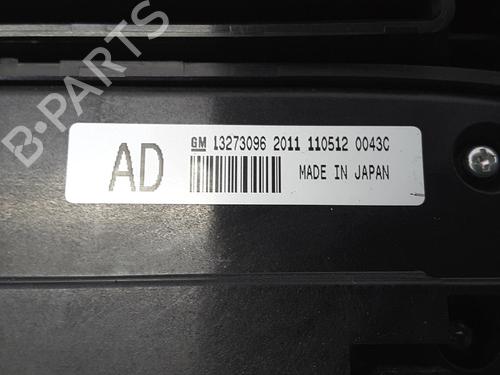 B-PARTS
AD
GM 13273096 2011 110512 0043C
MADE IN JAPAN